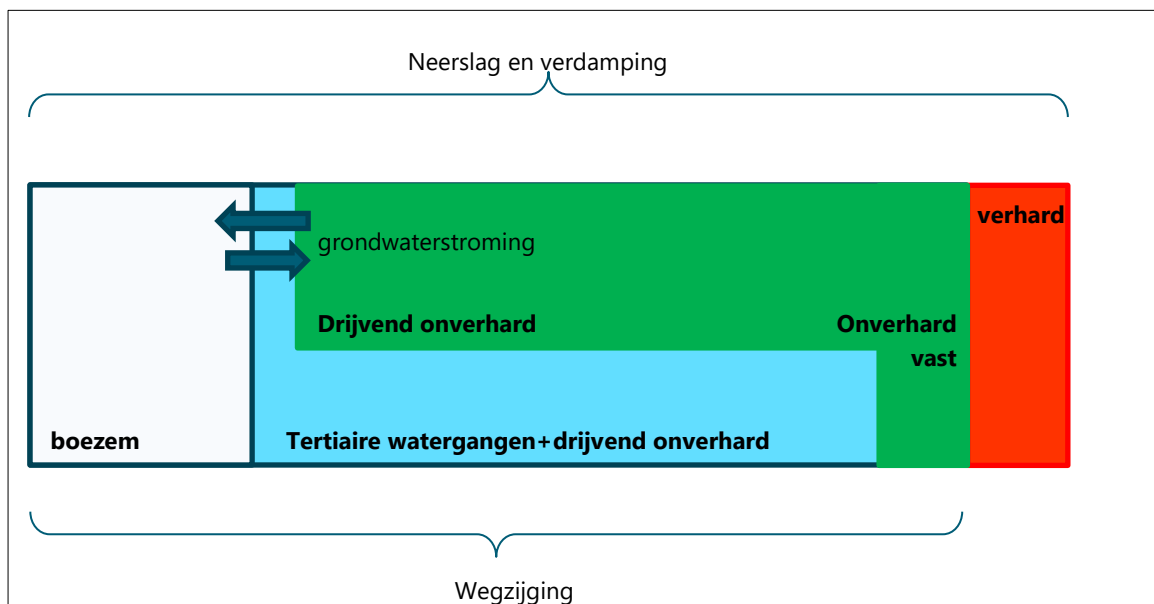 Neerslag en verdamping
verhard
grondwaterstroming
Drijvend onverhard
Onverhard
vast
boezem
Tertiaire watergangen+drijvend onverhard
Wegzijging